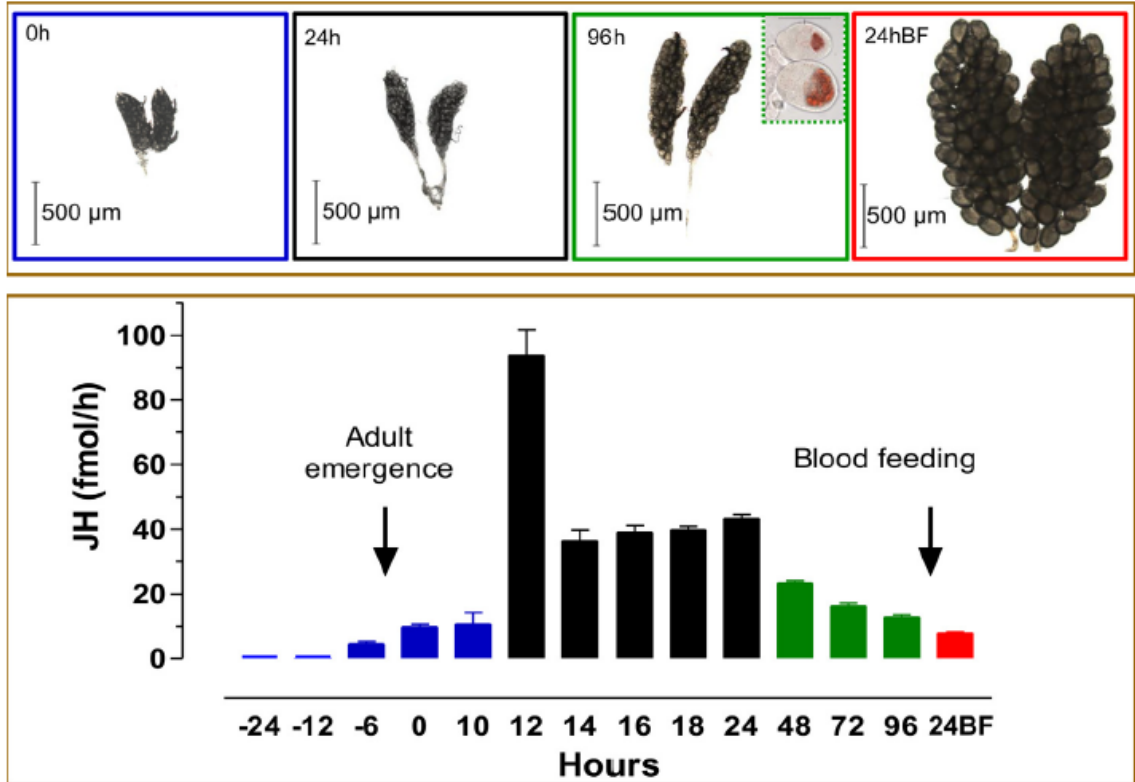 0h
500 µm
24h
500 µm
96h
500 µm
24hBF
500 µm
JH (fmol/h)
100
80
60
40
20
0
Adult
emergence
Blood feeding
-24 -12 -6 0 10 12 14 16 18 24 48 72 96 24BF
Hours